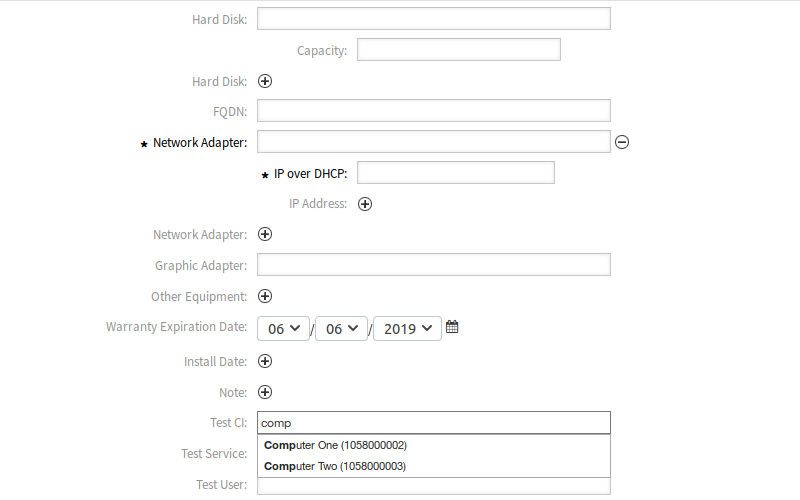 Hard Disk:
Capacity:
Hard Disk:
FQDN:
★ Network Adapter:
★ IP over DHCP:
IP Address:
Network Adapter:
Graphic Adapter:
Other Equipment:
Warranty Expiration Date: 06 / 06 / 2019
Install Date:
Note:
Test CI: comp
Computer One (1058000002)
Test Service:
Computer Two (1058000003)
Test User: